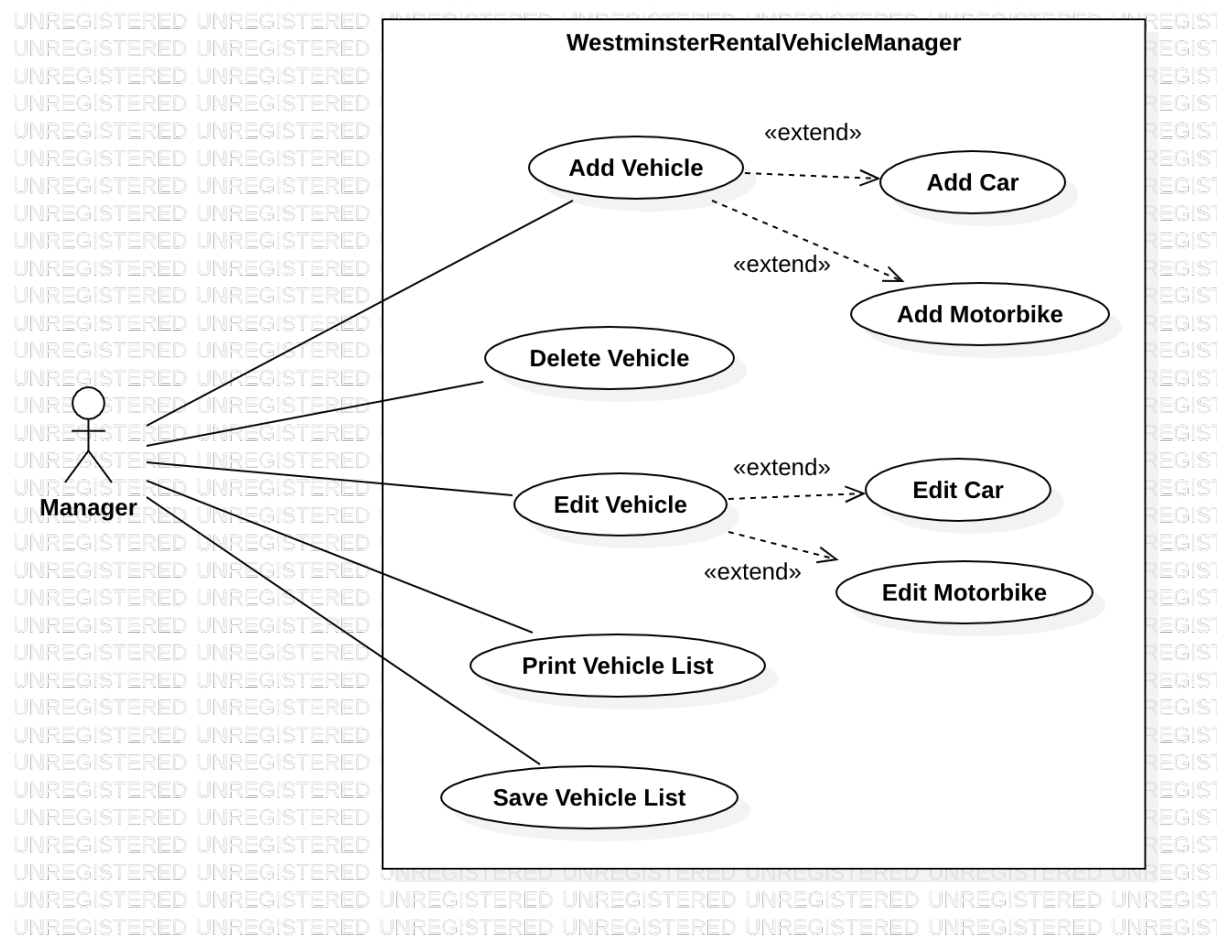 WestminsterRentalVehicleManager
«extend»
Add Vehicle
Add Car
«extend»
Add Motorbike
Delete Vehicle
«extend»
Edit Car
Edit Vehicle
Manager
«extend»
Edit Motorbike
Print Vehicle List
Save Vehicle List
UNREGISTERED